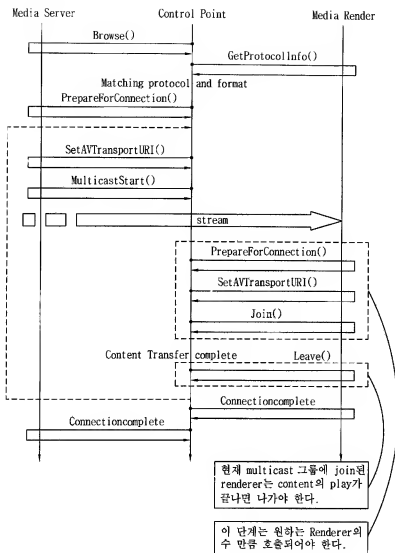 Media Server
Control Point
Media Render
Browse()
GetProtocolInfo()
Matching protocol and format
PrepareForConnection()
SetAVTransportURI()
MulticastStart()
stream
PrepareForConnection()
SetAVTransportURI()
Join()
Content Transfer complete
Leave()
Connectioncomplete
Connectioncomplete
현재 multicast 그룹에 join된
renderer는 content의 play가
끝나면 나가야 한다.
이 단계는 원하는 Renderer의
수 만큼 호출되어야 한다.